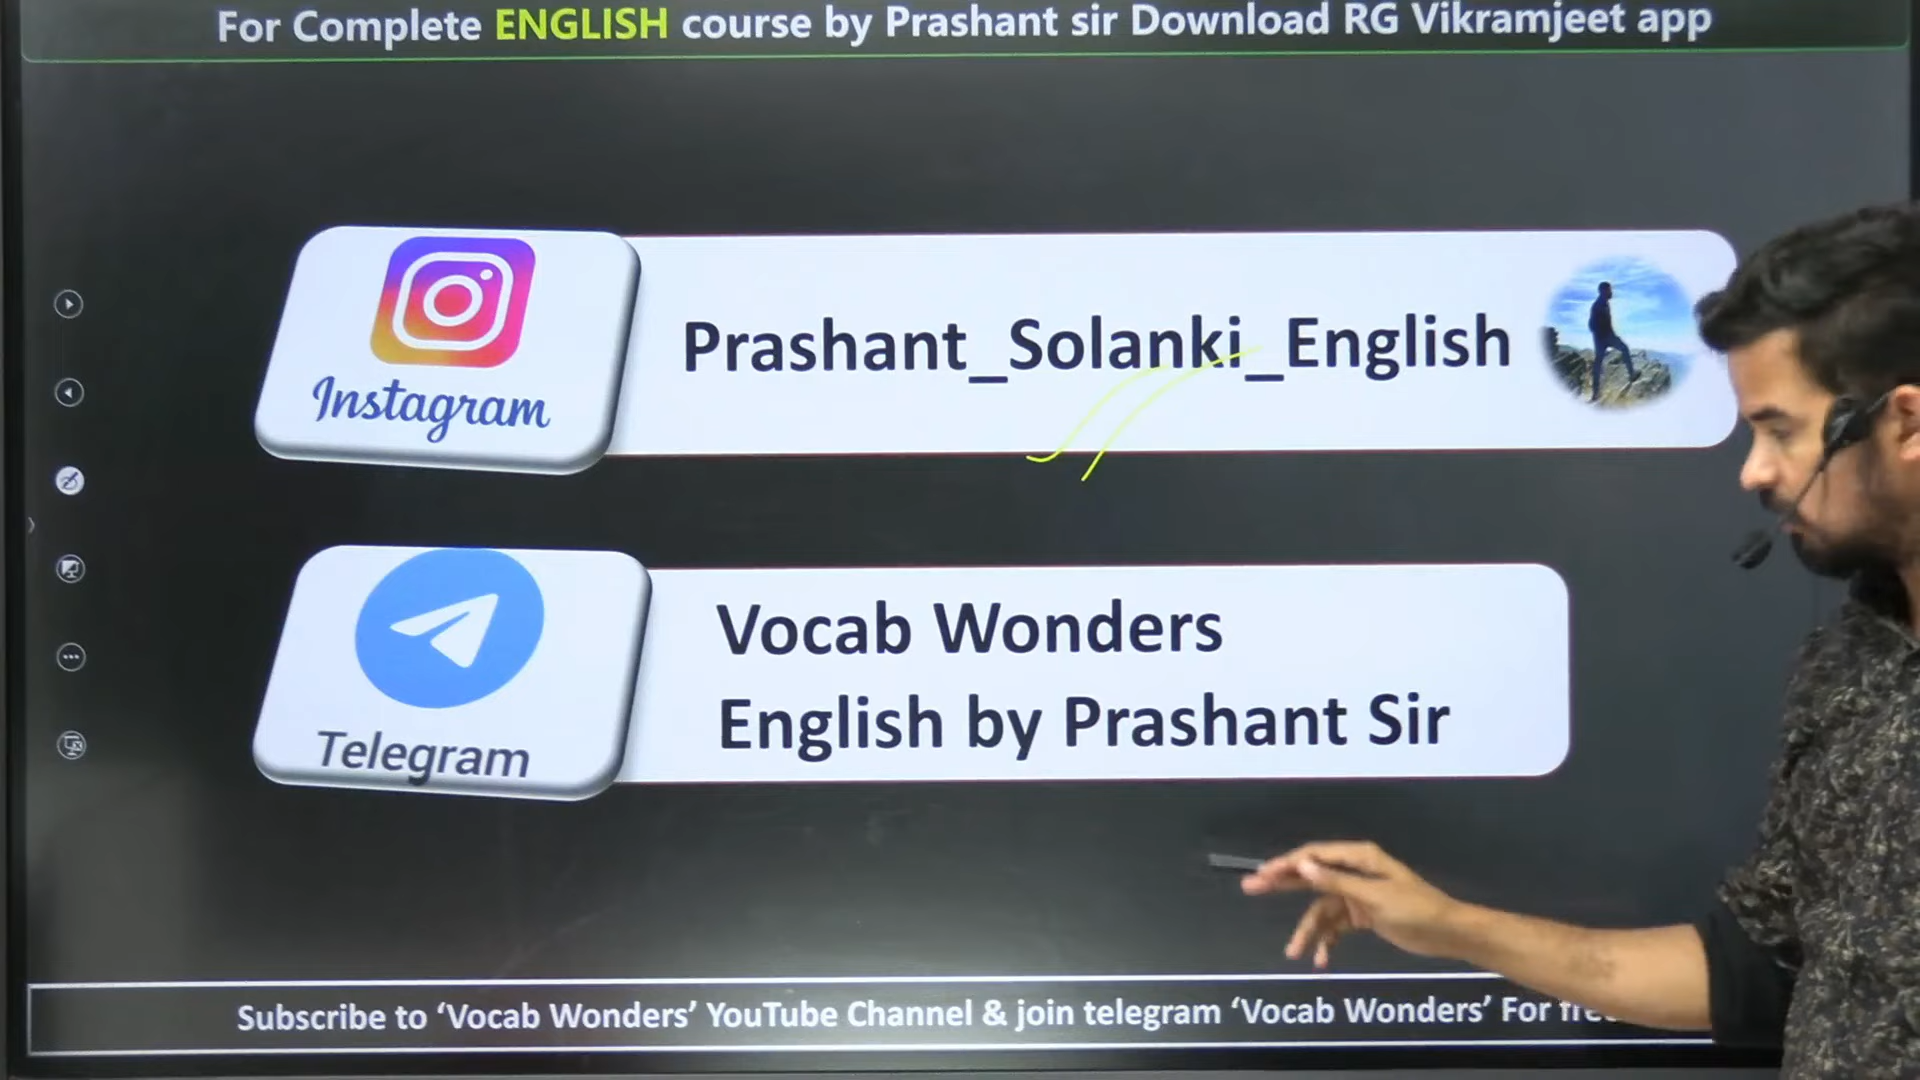 For Complete ENGLISH course by Prashant sir Download RG Vikramjeet app
Instagram
Prashant_Solanki_English
Telegram
Vocab Wonders
English by Prashant Sir
Subscribe to ‘Vocab Wonders’ YouTube Channel & join telegram ‘Vocab Wonders’ For